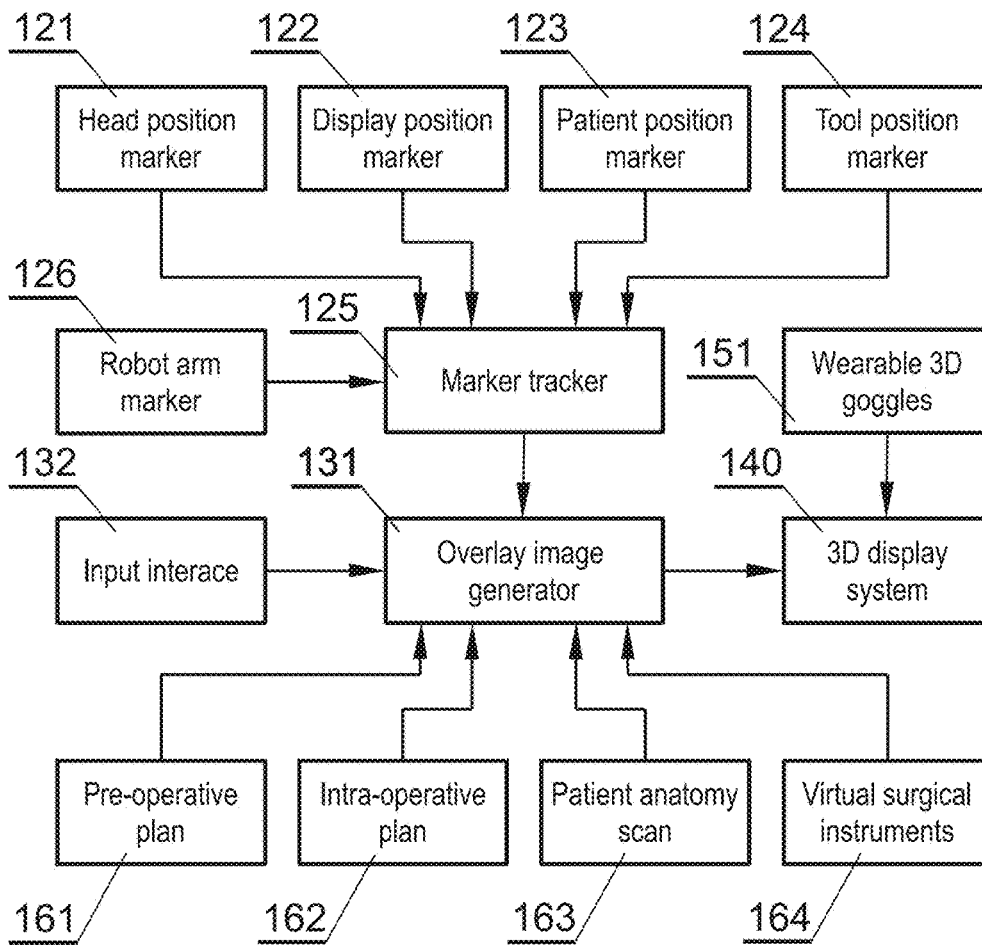 121
122
123
124
Head position
marker
Display position
marker
Patient position
marker
Tool position
marker
126
125
151
Robot arm
marker
Marker tracker
Wearable 3D
goggles
132
131
140
Input interace
Overlay image
generator
3D display
system
Pre-operative
plan
Intra-operative
plan
Patient anatomy
scan
Virtual surgical
instruments
161
162
163
164